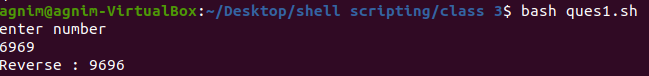 agnim@agnim-VirtualBox:~/Desktop/shell scripting/class 3$ bash ques1.sh
enter number
6969
Reverse : 9696